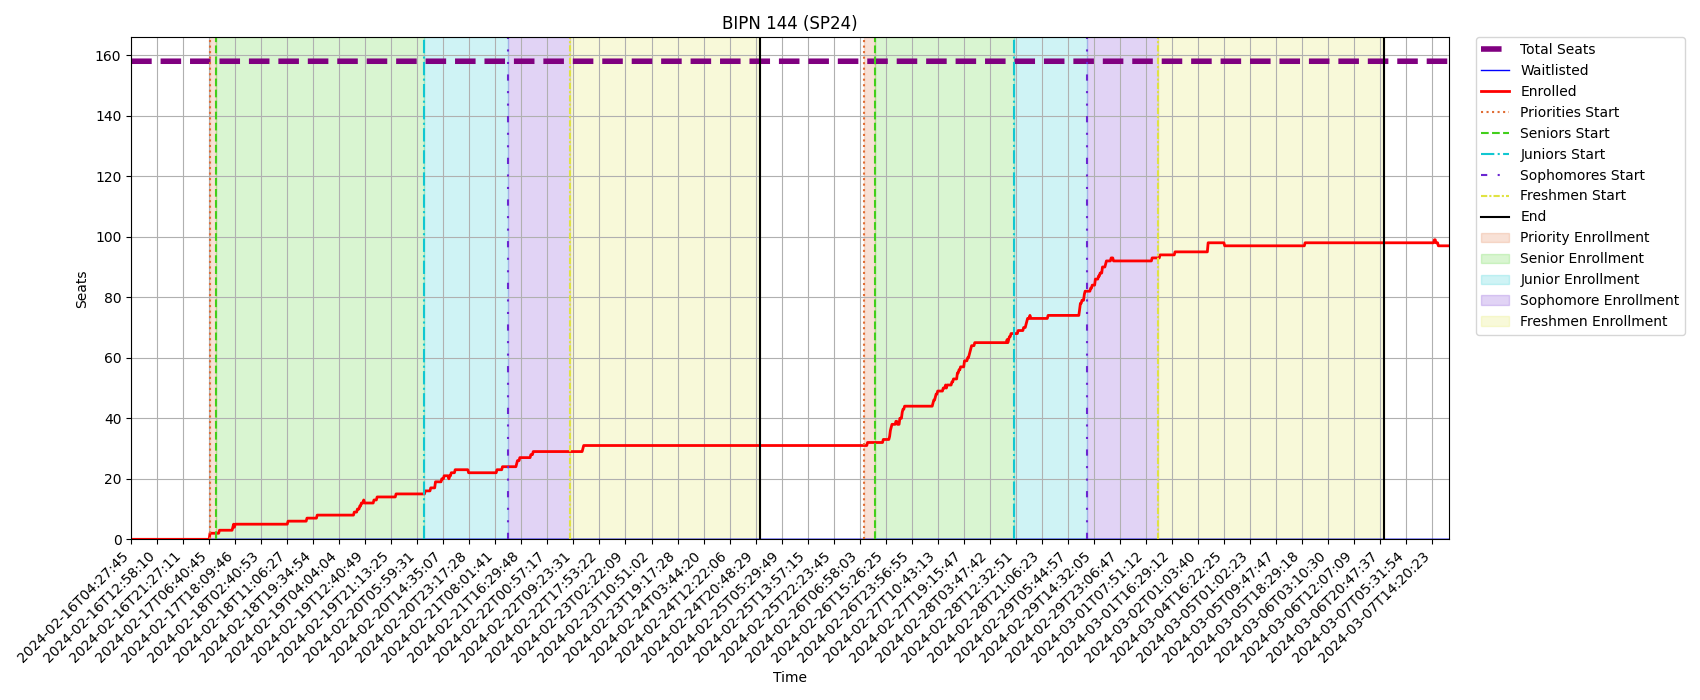 BIPN 144 (SP24)
Seats
160
140
120
100
80
60
40
20
0
2024-02-16T04:27:45
2024-02-16T12:58:10
2024-02-16T21:27:11
2024-02-17T06:40:45
2024-02-17T18:09:46
2024-02-18T02:40:53
2024-02-18T11:06:27
2024-02-18T19:34:54
2024-02-19T04:04:04
2024-02-19T12:40:49
2024-02-19T21:13:25
2024-02-20T05:59:31
2024-02-20T14:35:07
2024-02-20T23:17:28
2024-02-21T08:01:41
2024-02-21T16:29:48
2024-02-22T00:57:17
2024-02-22T09:23:31
2024-02-22T17:53:22
2024-02-23T02:22:09
2024-02-23T10:51:02
2024-02-23T19:17:28
2024-02-24T03:44:20
2024-02-24T12:22:06
2024-02-24T20:48:29
2024-02-25T05:29:49
2024-02-25T13:57:15
2024-02-25T22:23:45
2024-02-26T06:58:03
2024-02-26T15:26:25
2024-02-26T23:56:55
2024-02-27T10:43:13
2024-02-27T19:15:47
2024-02-28T03:47:42
2024-02-28T12:32:51
2024-02-28T21:06:23
2024-02-29T05:44:57
2024-02-29T14:32:05
2024-02-29T23:06:47
2024-03-01T07:51:12
2024-03-01T16:29:12
2024-03-02T01:03:40
2024-03-04T16:22:25
2024-03-05T01:02:23
2024-03-05T09:47:47
2024-03-05T18:29:18
2024-03-06T03:10:30
2024-03-06T12:07:09
2024-03-06T20:47:37
2024-03-07T05:31:54
2024-03-07T14:20:23
Time
Total Seats
Waitlisted
Enrolled
Priorities Start
Seniors Start
Juniors Start
Sophomores Start
Freshmen Start
End
Priority Enrollment
Senior Enrollment
Junior Enrollment
Sophomore Enrollment
Freshmen Enrollment